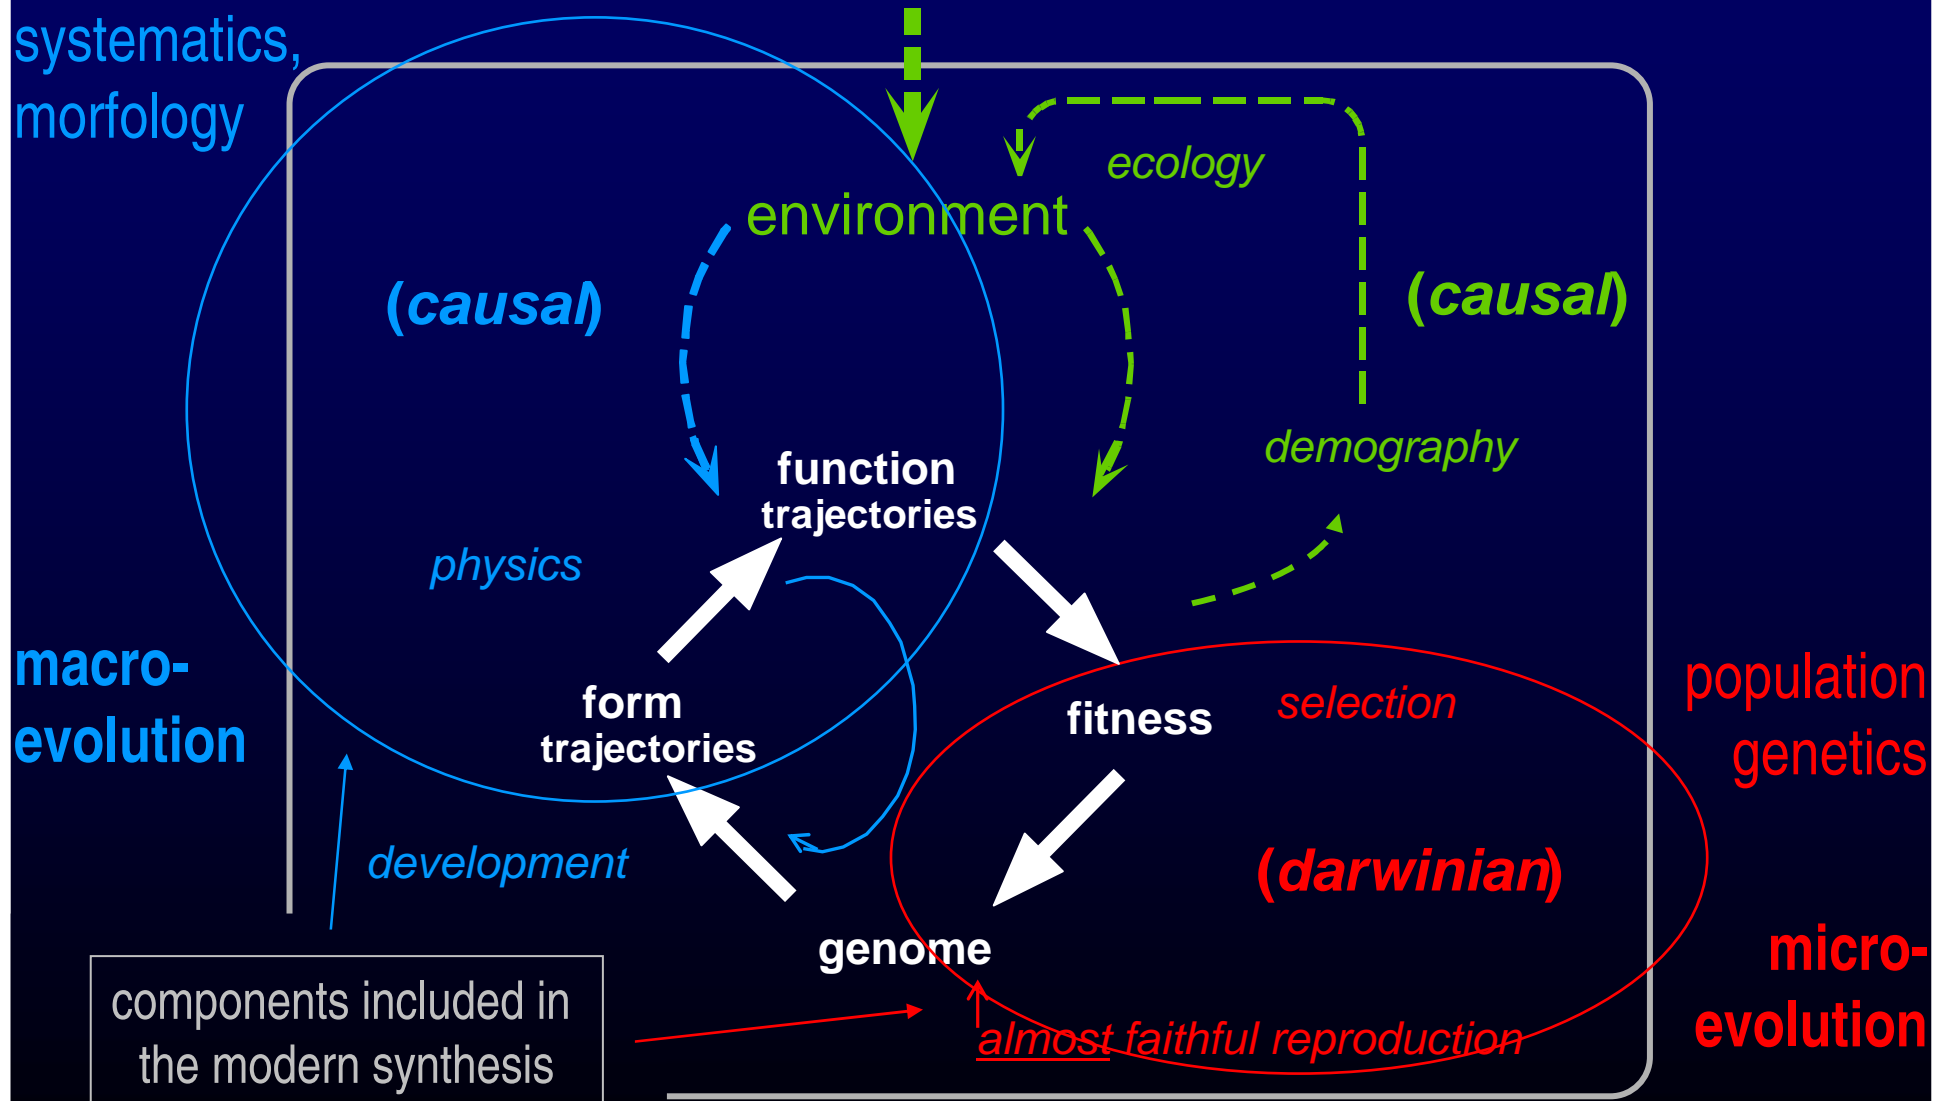 systematics,
morfology
ecology
environment
(causal)
(causal)
demography
function
trajectories
physics
macro-
evolution
form
trajectories
fitness
selection
population
genetics
development
(darwinian)
genome
micro-
evolution
components included in
the modern synthesis
almost faithful reproduction